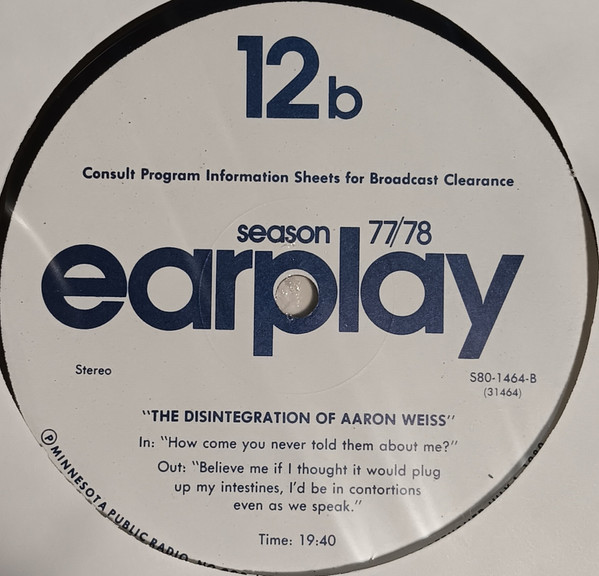 12b
Consult Program Information Sheets for Broadcast Clearance
season 77/78
earplay
Stereo
S80-1464-B
(31464)
"THE DISINTEGRATION OF AARON WEISS"
In: "How come you never told them about me?"
Out: "Believe me if I thought it would plug
up my intestines, I'd be in contortions
even as we speak."
Time: 19:40
Ⓟ MINNESOTA PUBLIC RADIO